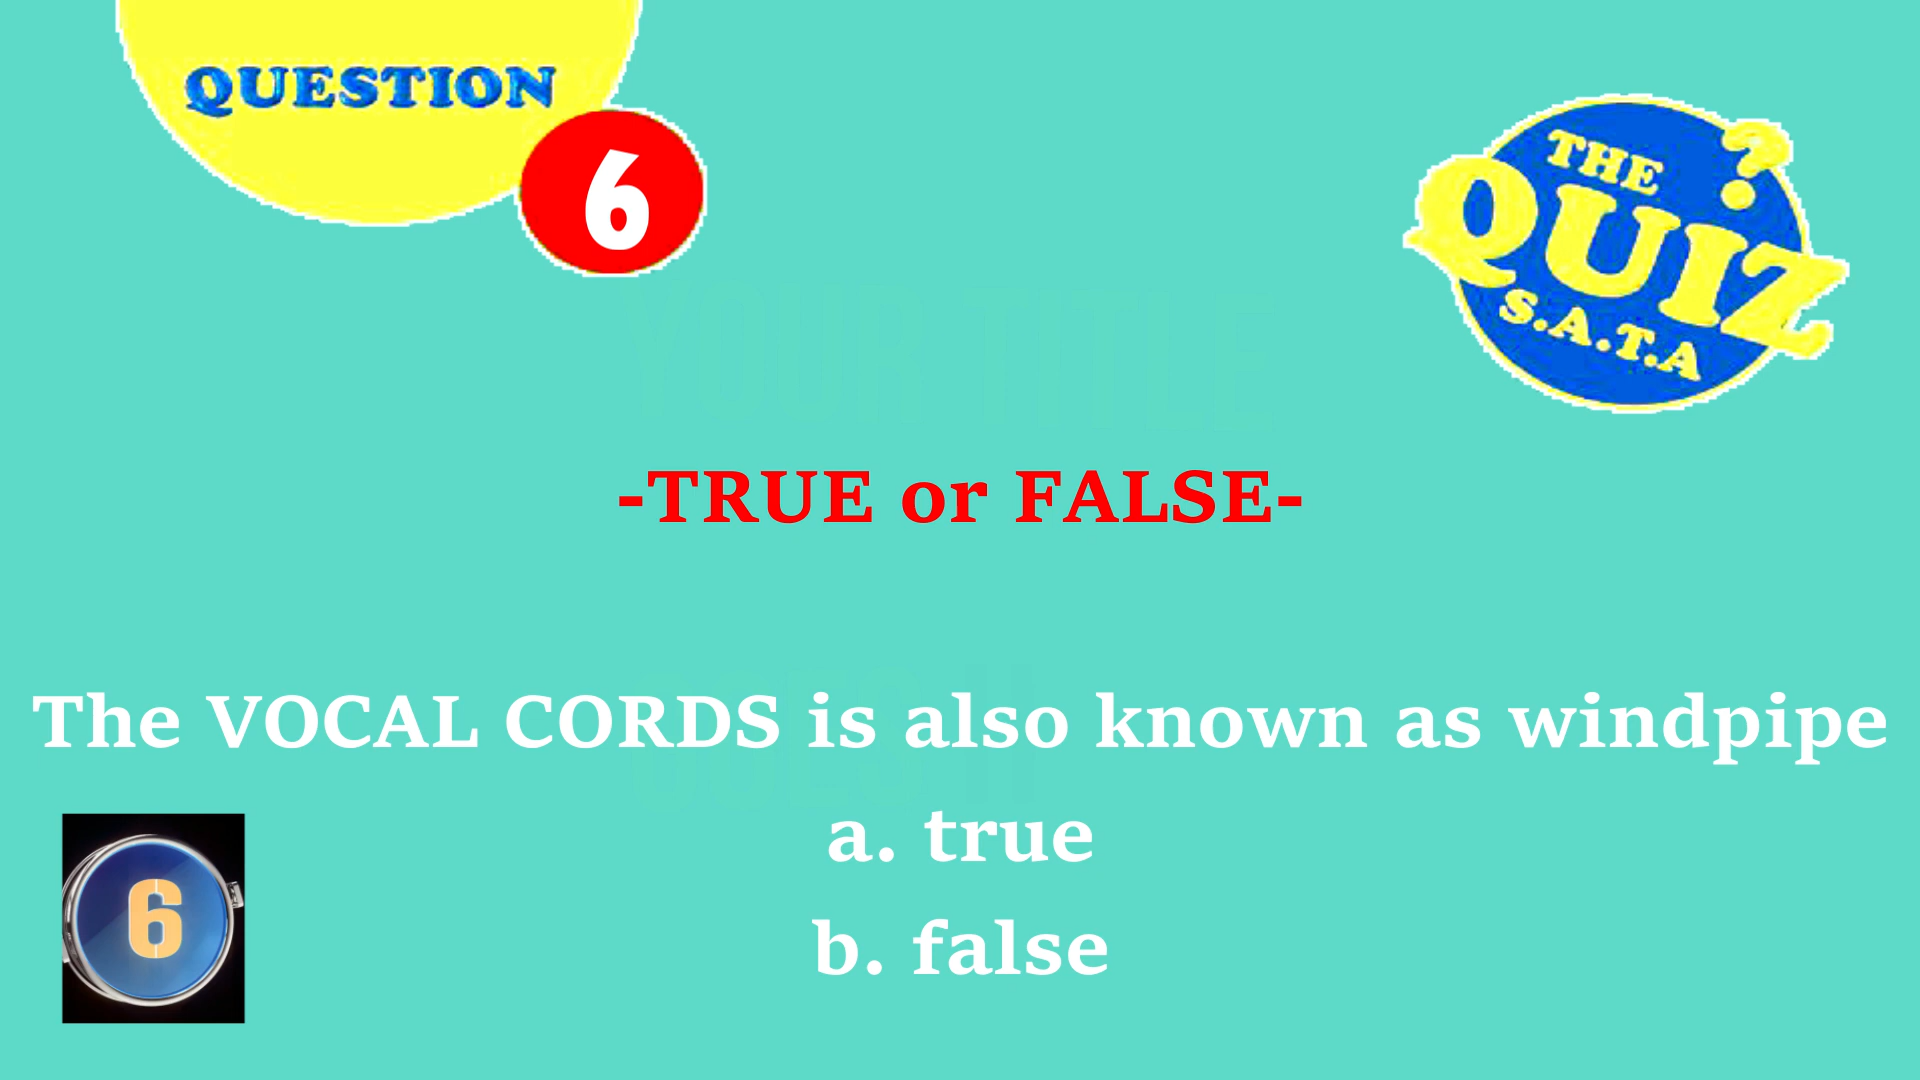 QUESTION
6
THE
QUIZ
?
S.A.T.A
-TRUE or FALSE-
The VOCAL CORDS is also known as windpipe
a. true
b. false
6